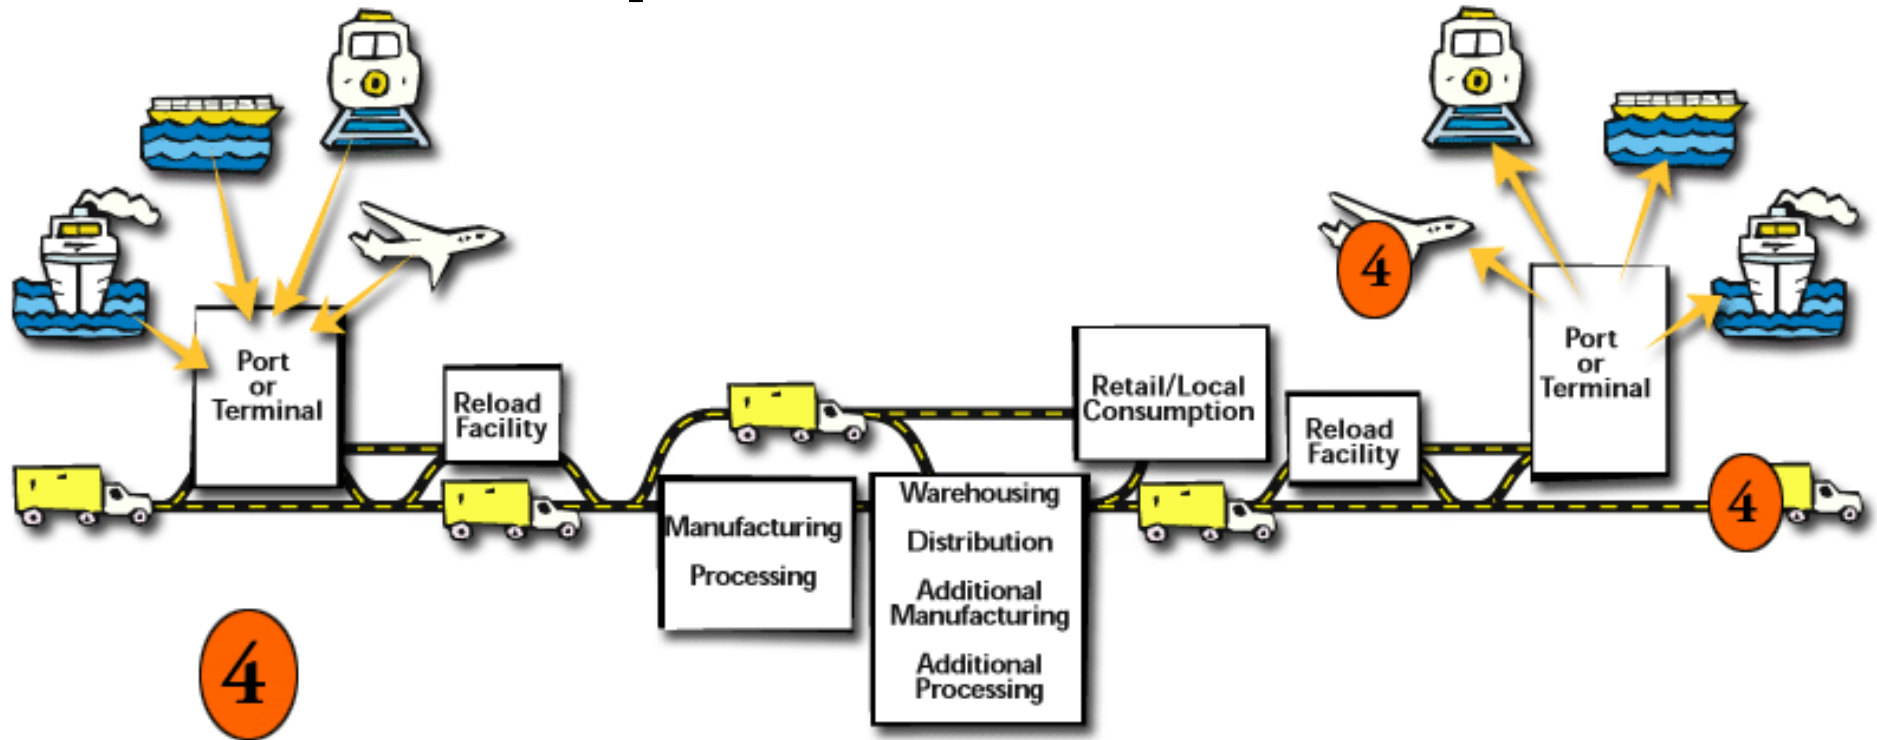 4
Port
or
Terminal
Reload
Facility
Manufacturing
Processing
Warehousing
Distribution
Additional
Manufacturing
Additional
Processing
Retail/Local
Consumption
Reload
Facility
Port
or
Terminal
4
4